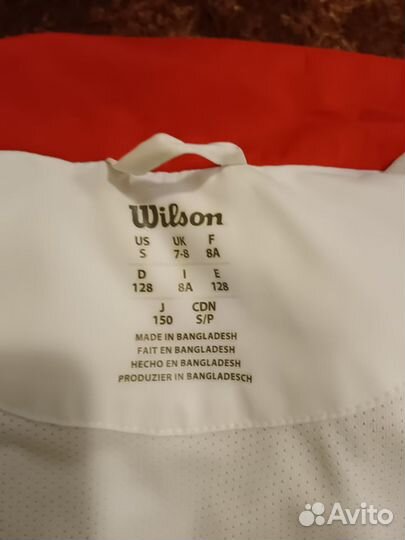 Wilson
US UK F
S 7-8 8A
D I E
128 8A 128
J CDN
150 S/P
MADE IN BANGLADESH
FAIT EN BANGLADESH
HECHO EN BANGLADESH
PRODUZIER IN BANGLADESCH
Avito